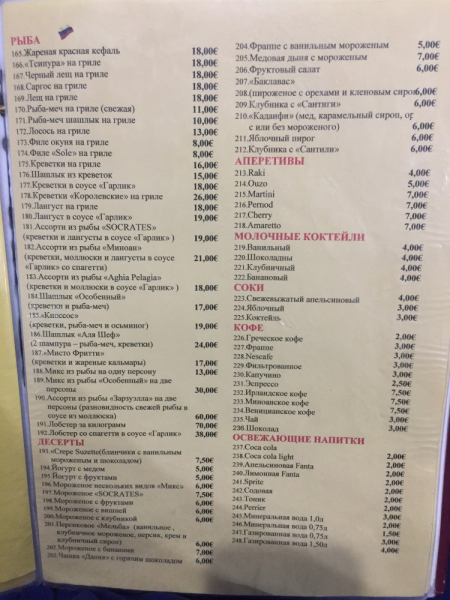 РЫБА
165.Жареная красная кефаль 18,00€
166.«Тсипура» на гриле 18,00€
167.Черный лещ на гриле 18,00€
168.Саргос на гриле 18,00€
169.Лещ на гриле 18,00€
170.Рыба-меч на гриле (свежая) 11,00€
171.Рыба-меч шашлык на гриле 10,00€
172.Лосось на гриле 13,00€
173.Филе окуня на гриле 8,00€
174.Филе «Sole» на гриле 8,00€
175.Креветки на гриле 16,00€
176.Шашлык из креветок 15,00€
177.Креветки в соусе «Гарлик» 18,00€
178.Креветки «Королевские» на гриле 26,00€
179.Лангуст на гриле 18,00€
180.Лангуст в соусе «Гарлик» 19,00€
181.Ассорти из рыбы «SOCRATES»
(креветки и лангусты в соусе «Гарлик» ) 19,00€
182.Ассорти из рыбы «Миноан»
(креветки, моллюски и лангусты в соусе 21,00€
«Гарлик» со спагетти)
183.Ассорти из рыбы «Aghia Pelagia»
(креветки и моллюски в соусе «Гарлик» ) 18,00€
184.Шашлык «Особенный»
(креветки и рыба-меч) 17,00€
185.«Кноссос»
(креветки, рыба-меч и осьминог) 19,00€
186.Шашлык «Аля Шеф»
(2 шампура – рыба-меч, креветки) 24,00€
187.«Мисто Фритти»
(креветки и жареные кальмары) 17,00€
188.Микс из рыбы на одну персону 13,00€
189.Микс из рыбы «Особенный» на две
персоны 30,00€
190.Ассорти из рыбы «Зарзуэлла» на две
персоны (разновидность свежей рыбы в
соусе из моллюска) 60,00€
191.Лобстер за килограмм 70,00€
192.Лобстер со спагетти в соусе «Гарлик» 38,00€
ДЕСЕРТЫ
193.«Crepe Suzette(блинчики с ванильным
мороженым и шоколадом) 7,50€
194.Йогурт с медом 5,00€
195.Йогурт с фруктами 5,00€
196.Мороженое нескольких видов «Микс» 6,00€
197.Мороженое «SOCRATES» 7,50€
198.Мороженое с фруктами 6,00€
199.Мороженое с вишней 6,00€
200.Мороженое с клубникой 6,00€
201.Персиковое «Мельба» (ванильное ,
клубничное мороженое, персик, крем и
клубничный сироп) 6,00€
202.Мороженое с бананами 7,00€
203.Чашка «Дания» с горячим шоколадом 6,00€
204.Фраппе с ванильным мороженым 5,00€
205.Медовая дыня с мороженым 7,00€
206.Фруктовый салат 6,00€
207.«Баклавас»
208.(пироженое с орехами и кленовым сироп 6,00€
209.Клубника с «Сантиги» 6,00€
210.«Кадаифи» (мед, карамельный сироп, ор
с или без мороженого) 6,00€
211.Яблочный пирог 6,00€
212.Клубника с «Сантили» 6,00€
АПЕРЕТИВЫ
213.Raki 4,00€
214.Ouzo 5,00€
215.Martini 7,00€
216.Pernod 7,00€
217.Cherry 7,00€
218.Amaretto 7,00€
МОЛОЧНЫЕ КОКТЕЙЛИ
219.Ванильный 4,00€
220.Шоколадны 4,00€
221.Клубничный 4,00€
222.Банановый 4,00€
СОКИ
223.Свежевыжатый апельсиновый 4,00€
224.Яблочный 3,00€
225.Коктейль 3,00€
КОФЕ
226.Греческое кофе 2,00€
227.Фраппе 3,00€
228.Nescafe 3,00€
229.Фильтрованное 3,00€
230.Капучино 3,00€
231.Эспрессо 2,50€
232.Ирландский кофе 7,50€
233.Миноанское кофе 7,50€
234.Веницианское кофе 7,50€
235.Чай 2,00€
236.Шоколад 3,00€
ОСВЕЖАЮЩИЕ НАПИТКИ
237.Coca cola 2,00€
238.Coca cola light 2,00€
239.Апельсиновая Fanta 2,00€
240.Лимонная Fanta 2,00€
241.Sprite 2,00€
242.Содовая 2,00€
243.Тоник 2,00€
244.Perrier 2,00€
245.Минеральная вода 1,0л 3,00€
246.Минеральная вода 0,75л 2,00€
247.Газированная вода 0,75л 1,50€
248.Газированная вода 1,50л 3,00€
4,00€